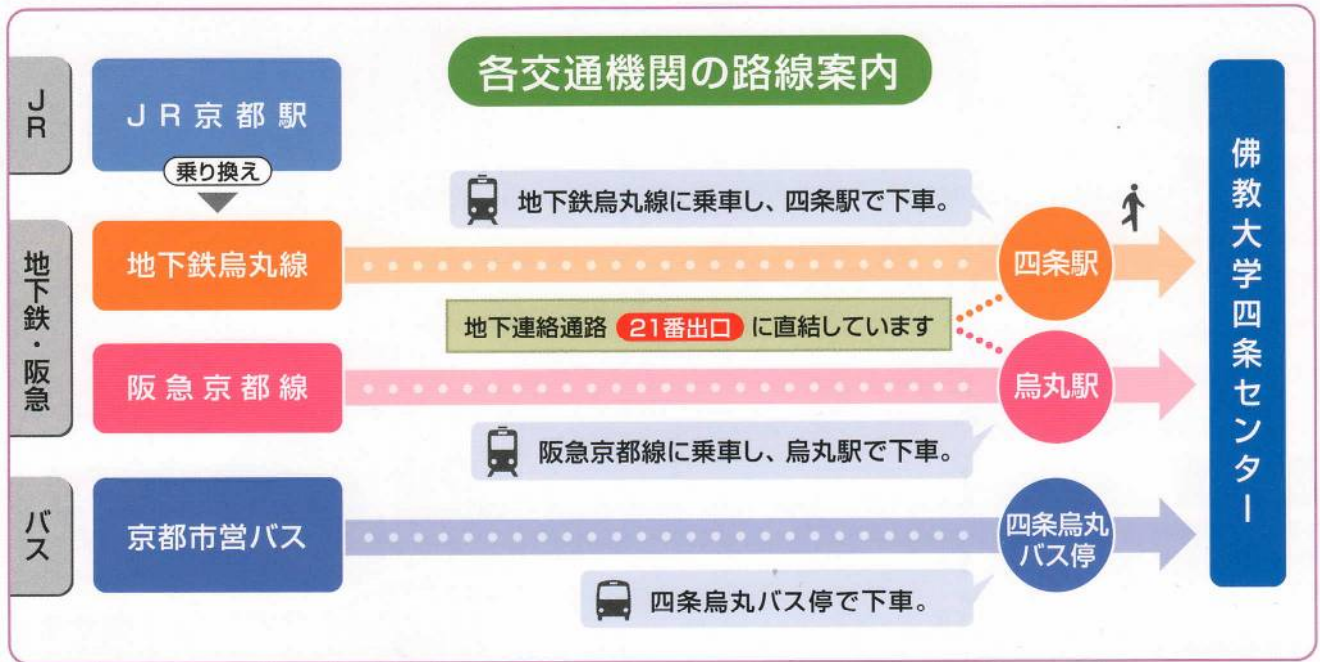 各交通機関の路線案内
JR
JR京都駅
乗り換え
地下鉄・阪急
地下鉄烏丸線に乗車し、四条駅で下車。
地下鉄烏丸線
四条駅
地下連絡通路 21番出口 に直結しています
阪急京都線
烏丸駅
阪急京都線に乗車し、烏丸駅で下車。
バス
京都市営バス
四条烏丸
バス停
四条烏丸バス停で下車。
佛教大学四条センター